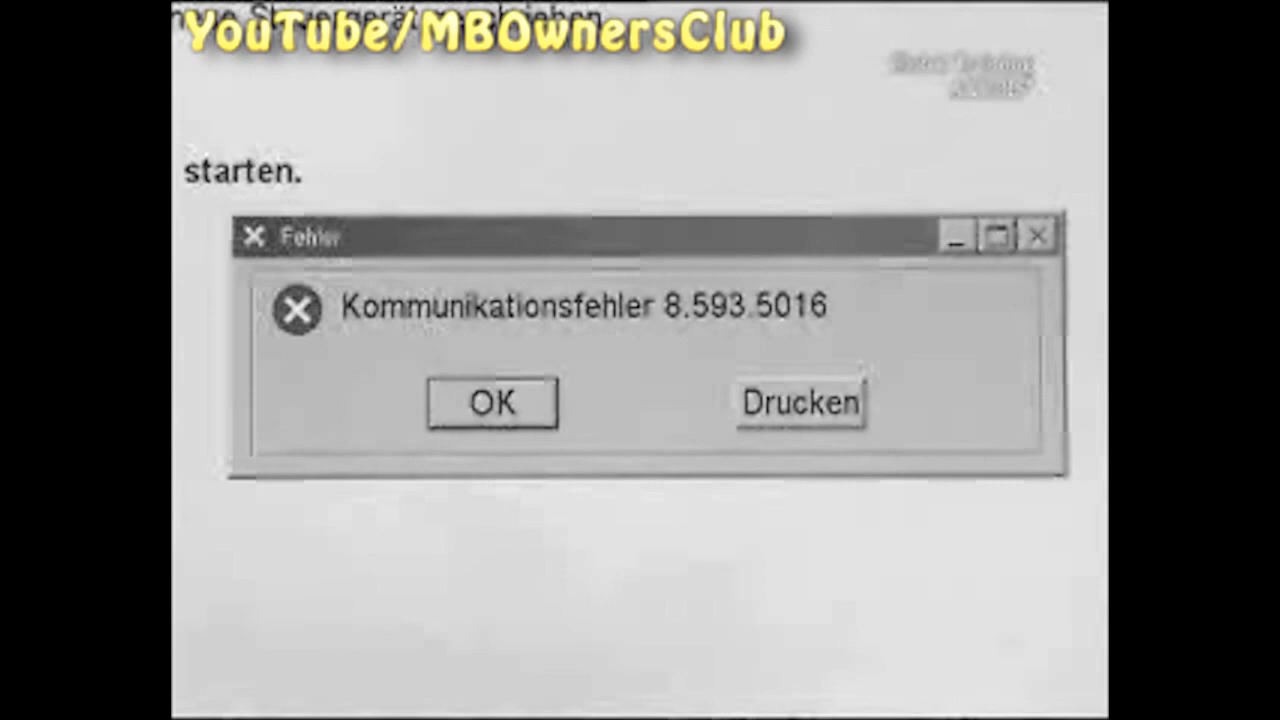 YouTube/MBOwnersClub
starten.
Fehler
Kommunikationsfehler 8.593.5016
OK
Drucken